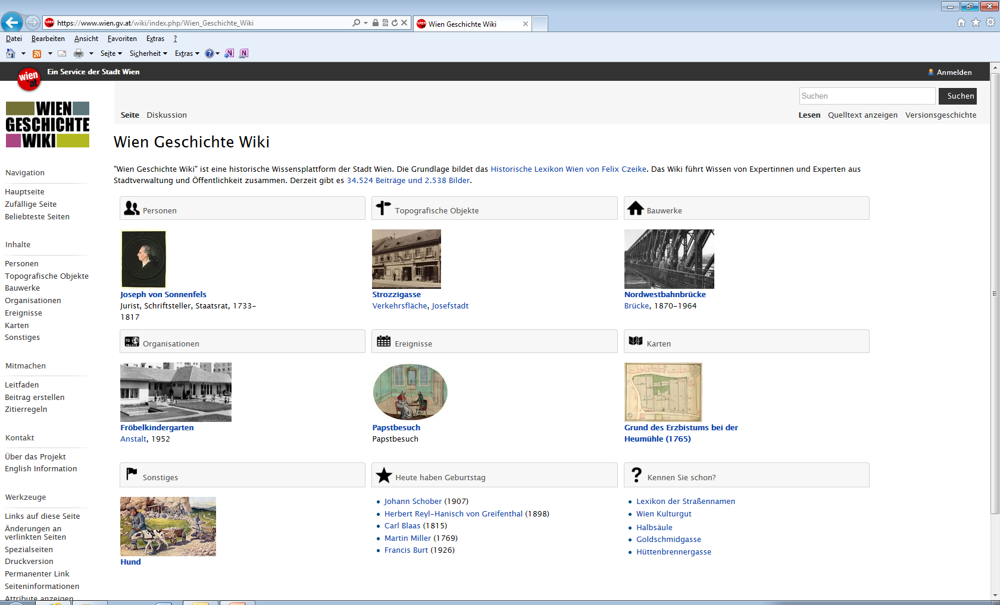 https://www.wien.gv.at/wiki/index.php/Wien_Geschichte_Wiki
Wien Geschichte Wiki
Datei Bearbeiten Ansicht Favoriten Extras ?
Seite Sicherheit Extras
wien.at
Ein Service der Stadt Wien
Anmelden
Suchen Suchen
Seite Diskussion
Lesen Quelltext anzeigen Versionsgeschichte
WIEN
GESCHICHTE
WIKI
Navigation
Hauptseite
Zufällige Seite
Beliebteste Seiten
Inhalte
Personen
Topografische Objekte
Bauwerke
Organisationen
Ereignisse
Karten
Sonstiges
Mitmachen
Leitfaden
Beitrag erstellen
Zitierregeln
Kontakt
Über das Projekt
English Information
Werkzeuge
Links auf diese Seite
Änderungen an
verlinkten Seiten
Spezialseiten
Druckversion
Permanenter Link
Seiteninformationen
Attribute anzeigen
Wien Geschichte Wiki
"Wien Geschichte Wiki" ist eine historische Wissensplattform der Stadt Wien. Die Grundlage bildet das Historische Lexikon Wien von Felix Czeike. Das Wiki führt Wissen von Expertinnen und Experten aus
Stadtverwaltung und Öffentlichkeit zusammen. Derzeit gibt es 34.524 Beiträge und 2.538 Bilder.
Personen
Joseph von Sonnenfels
Jurist, Schriftsteller, Staatsrat, 1733-
1817
Topografische Objekte
Strozzigasse
Verkehrsfläche, Josefstadt
Bauwerke
Nordwestbahnbrücke
Brücke, 1870-1964
Organisationen
Fröbelkindergarten
Anstalt, 1952
Ereignisse
Papstbesuch
Papstbesuch
Karten
Grund des Erzbistums bei der
Heumühle (1765)
Sonstiges
Hund
Heute haben Geburtstag
Johann Schober (1907)
Herbert Reyl-Hanisch von Greifenthal (1898)
Carl Blaas (1815)
Martin Miller (1769)
Francis Burt (1926)
Kennen Sie schon?
Lexikon der Straßennamen
Wien Kulturgut
Halbsäule
Goldschmidgasse
Hüttenbrennergasse